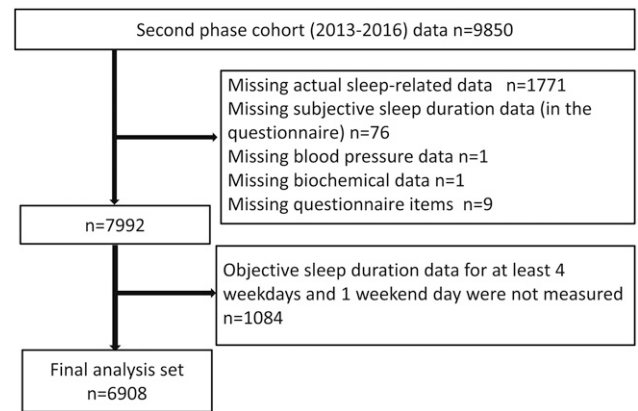 Second phase cohort (2013-2016) data n=9850
Missing actual sleep-related data n=1771
Missing subjective sleep duration data (in the
questionnaire) n=76
Missing blood pressure data n=1
Missing biochemical data n=1
Missing questionnaire items n=9
n=7992
Objective sleep duration data for at least 4
weekdays and 1 weekend day were not measured
n=1084
Final analysis set
n=6908